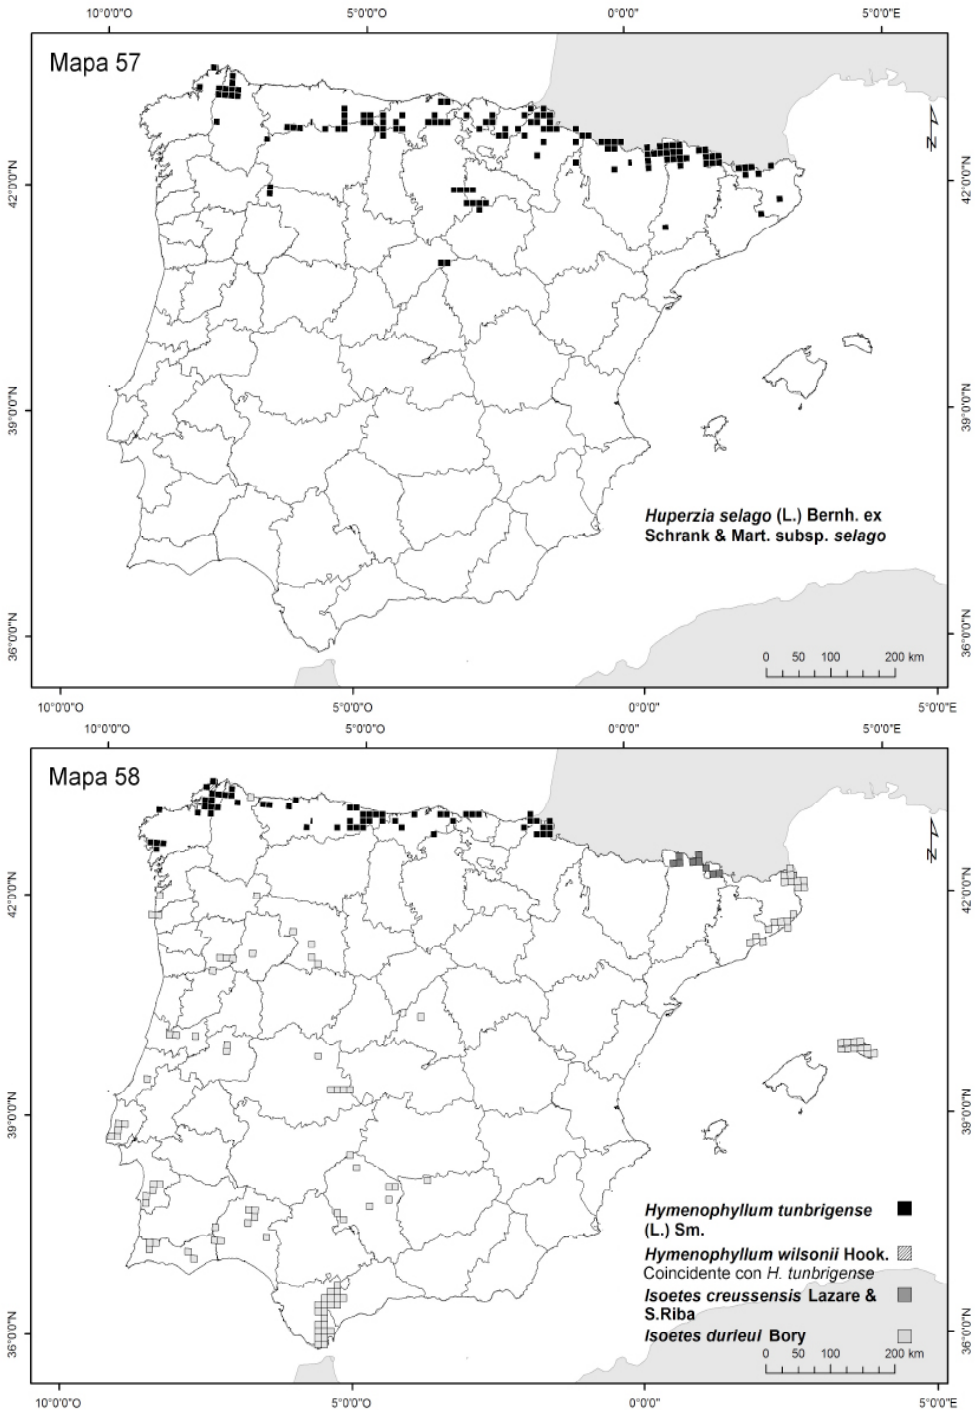 10°0'0"O 5°0'0"O 0°0'0" 5°0'0"E
Mapa 57
42°0'0"N 42°0'0"N
39°0'0"N 39°0'0"N
Huperzia selago (L.) Bernh. ex
Schrank & Mart. subsp. selago
36°0'0"N 36°0'0"N
0 50 100 200 km
10°0'0"O 5°0'0"O 0°0'0" 5°0'0"E
10°0'0"O 5°0'0"O 0°0'0" 5°0'0"E
Mapa 58
42°0'0"N 42°0'0"N
39°0'0"N 39°0'0"N
Hymenophyllum tunbrigense
(L.) Sm.
Hymenophyllum wilsonii Hook.
Coincidente con H. tunbrigense
Isoetes creussensis Lazare &
S.Riba
Isoetes durieui Bory
36°0'0"N 36°0'0"N
0 50 100 200 km
10°0'0"O 5°0'0"O 0°0'0" 5°0'0"E